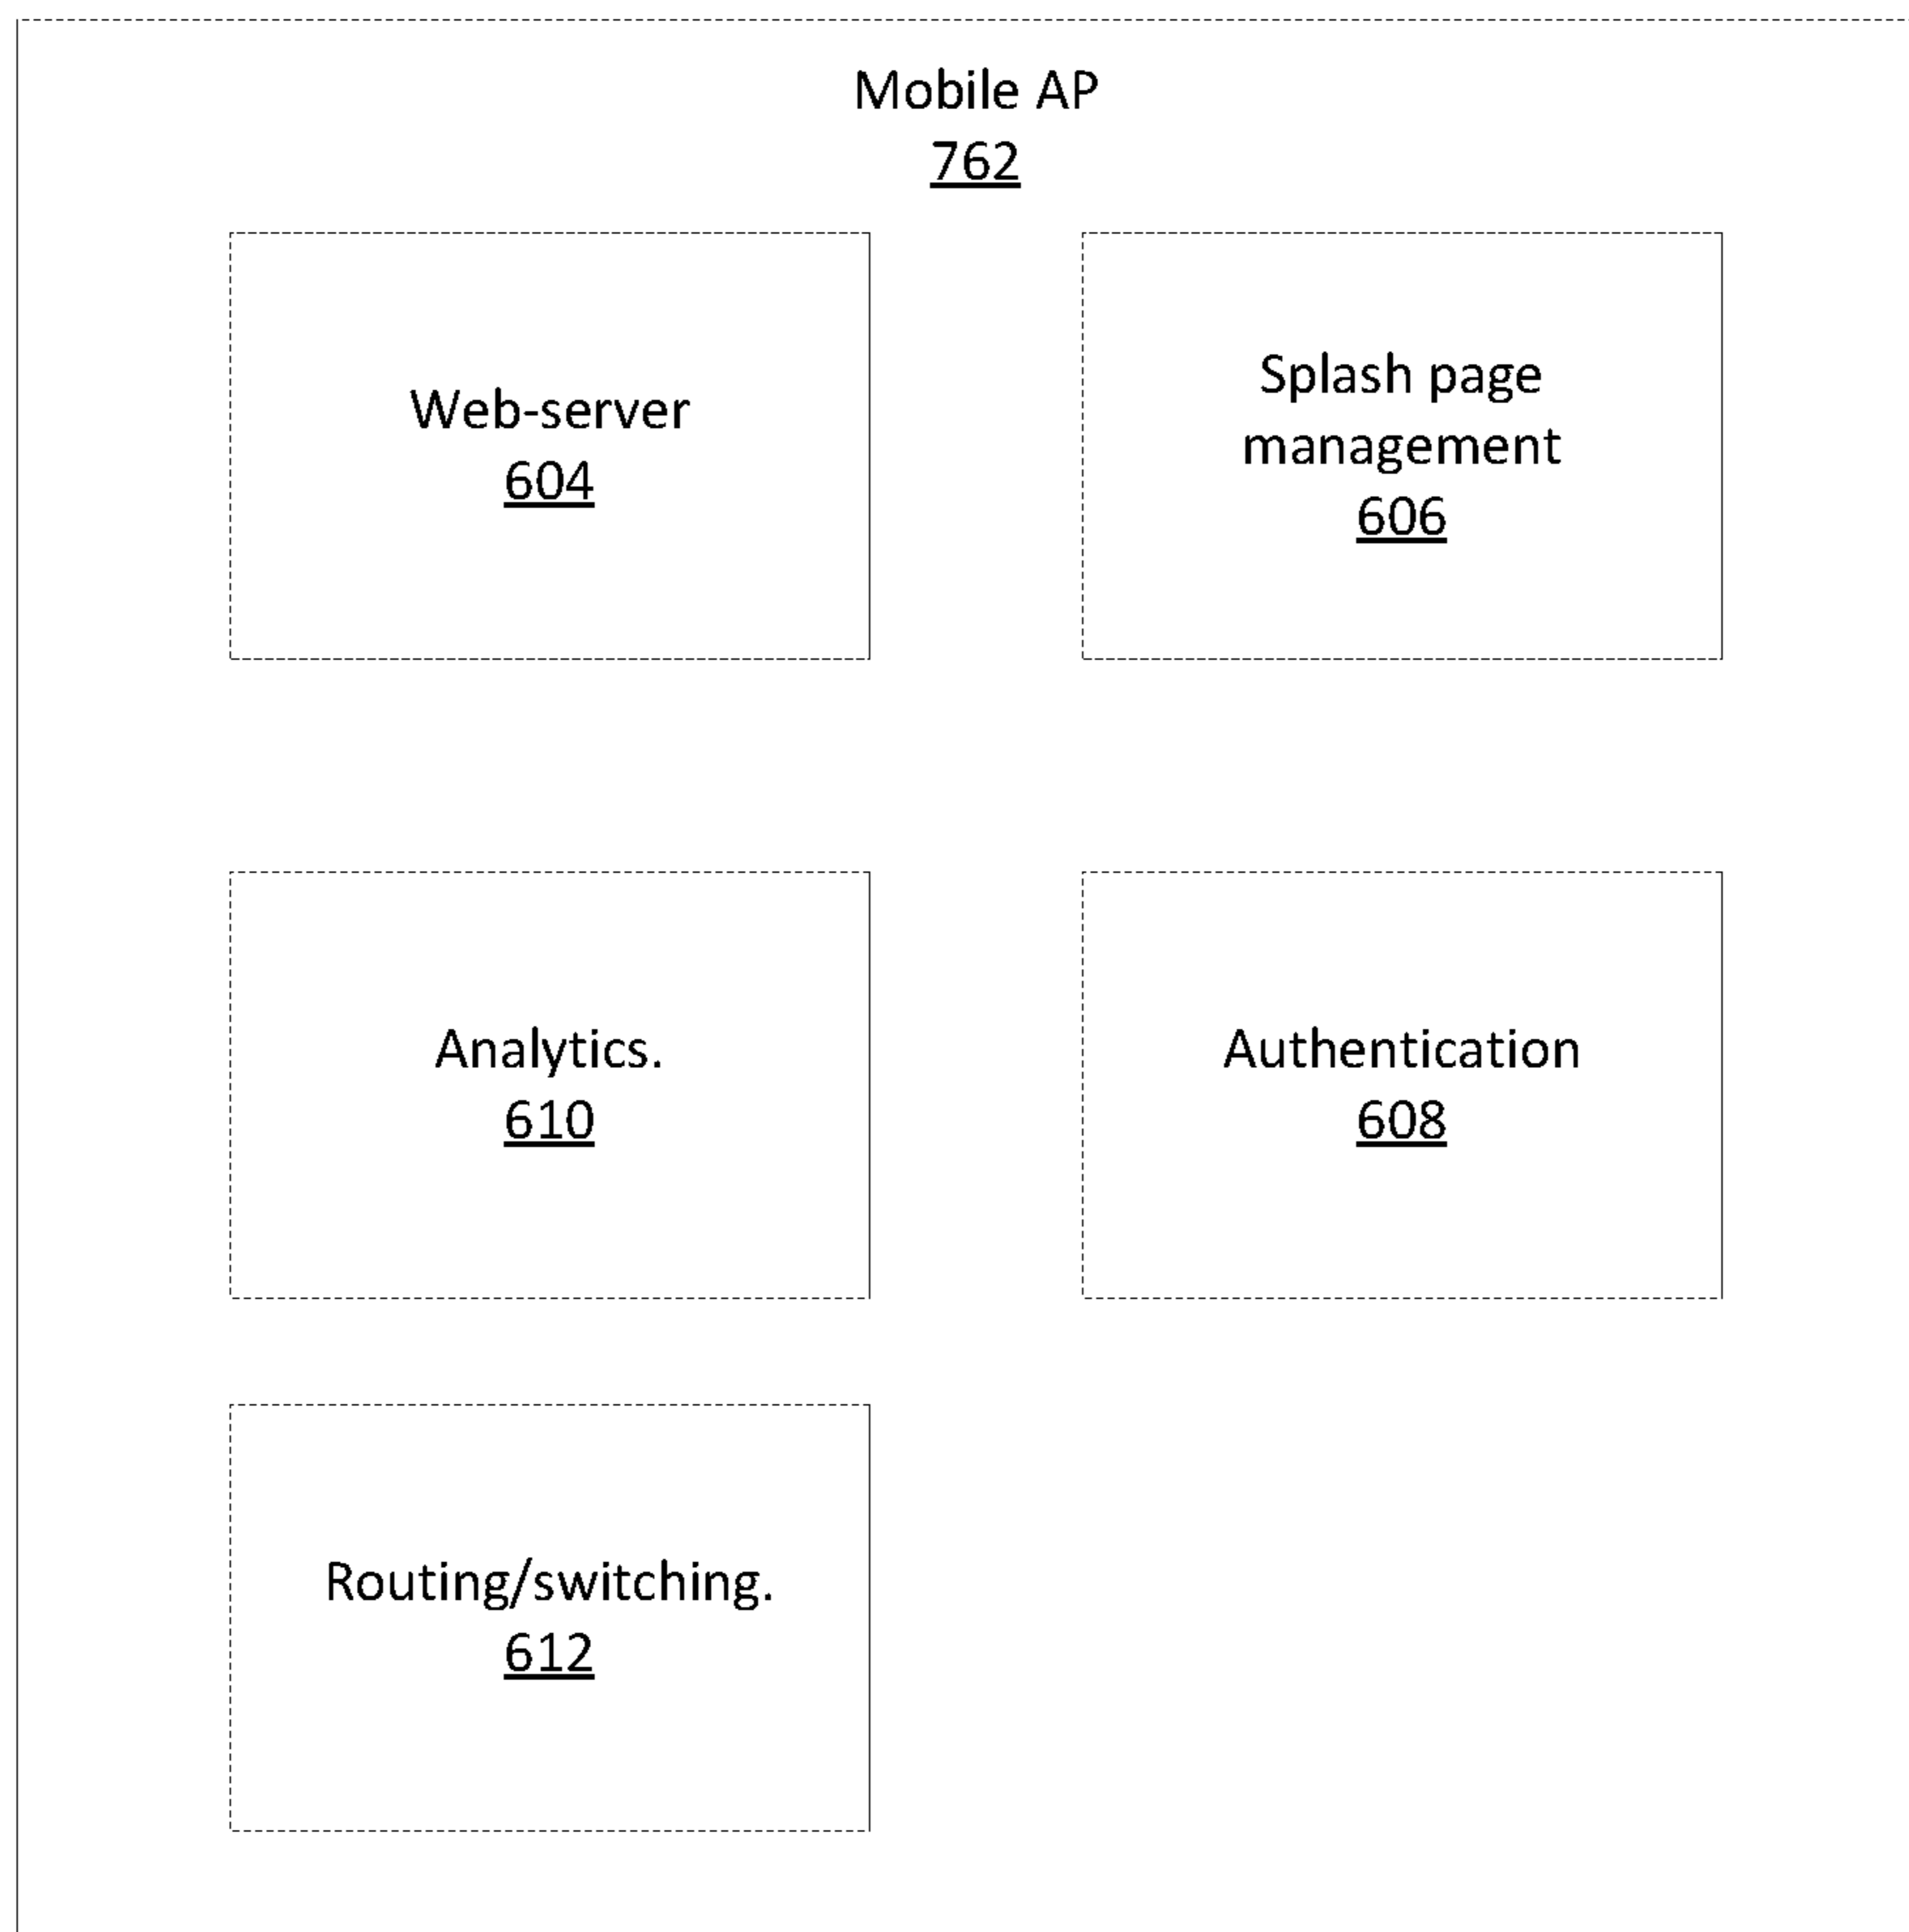 Mobile AP
762
Web-server
604
Splash page
management
606
Analytics.
610
Authentication
608
Routing/switching.
612